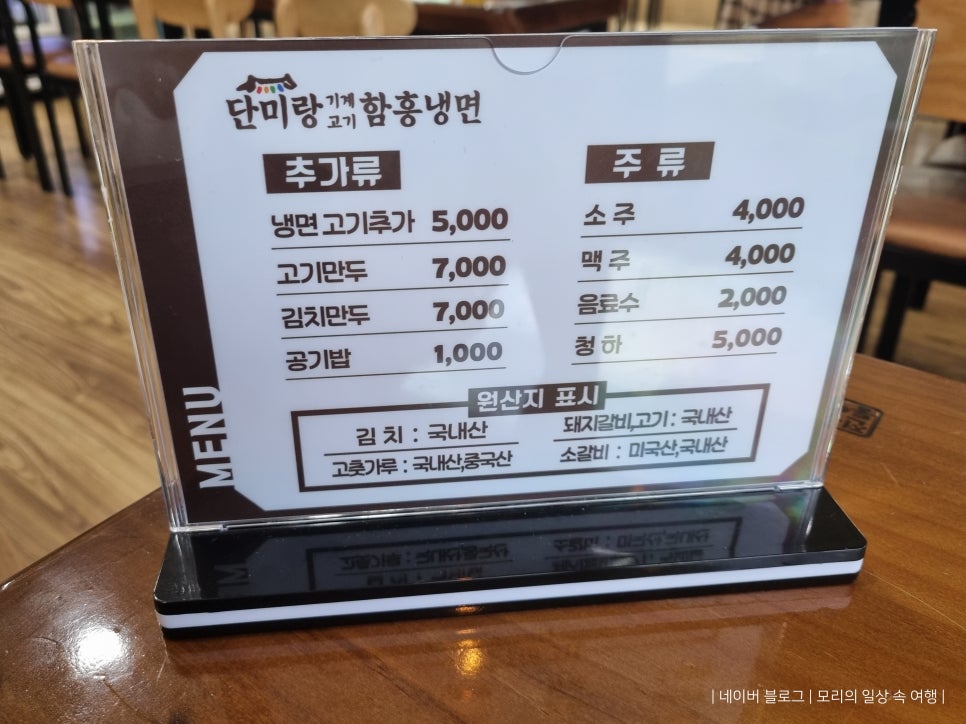 단미랑 기계 고기 함흥냉면
추가류
냉면 고기추가 5,000
고기만두 7,000
김치만두 7,000
공기밥 1,000
주 류
소 주 4,000
맥 주 4,000
음료수 2,000
청 하 5,000
원산지 표시
김 치 : 국내산
돼지갈비,고기 : 국내산
고춧가루 : 국내산,중국산
소갈비 : 미국산,국내산
MENU
| 네이버 블로그 | 모리의 일상 속 여행 |